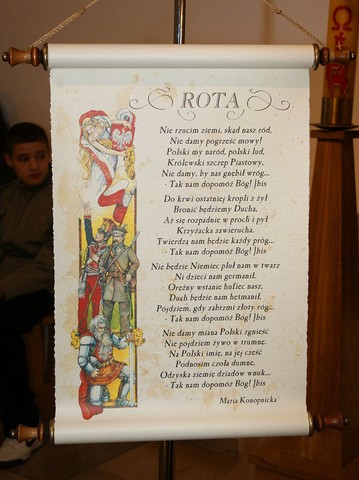 ROTA
Nie rzucim ziemi, skąd nasz ród,
Nie damy pogrześć mowy!
Polski my naród, polski lud,
Królewski szczep Piastowy,
Nie damy, by nas gnębił wróg...
- Tak nam dopomóż Bóg! |bis
Do krwi ostatniej kropli z żył
Bronić będziemy Ducha,
Aż się rozpadnie w proch i pył
Krzyżacka zawierucha.
Twierdzą nam będzie każdy próg...
- Tak nam dopomóż Bóg! |bis
Nie będzie Niemiec pluł nam w twarz
Ni dzieci nam germanił,
Orężny wstanie hufiec nasz,
Duch będzie nam hetmanił,
Pójdziem, gdy zabrzmi złoty róg...
- Tak nam dopomóż Bóg! |bis
Nie damy miana Polski zgnieść
Nie pójdziem żywo w trumnę.
Na Polski imię, na jej cześć
Podnosim czoła dumne,
Odzyska ziemię dziadów wnuk...
- Tak nam dopomóż Bóg! |bis
Maria Konopnicka